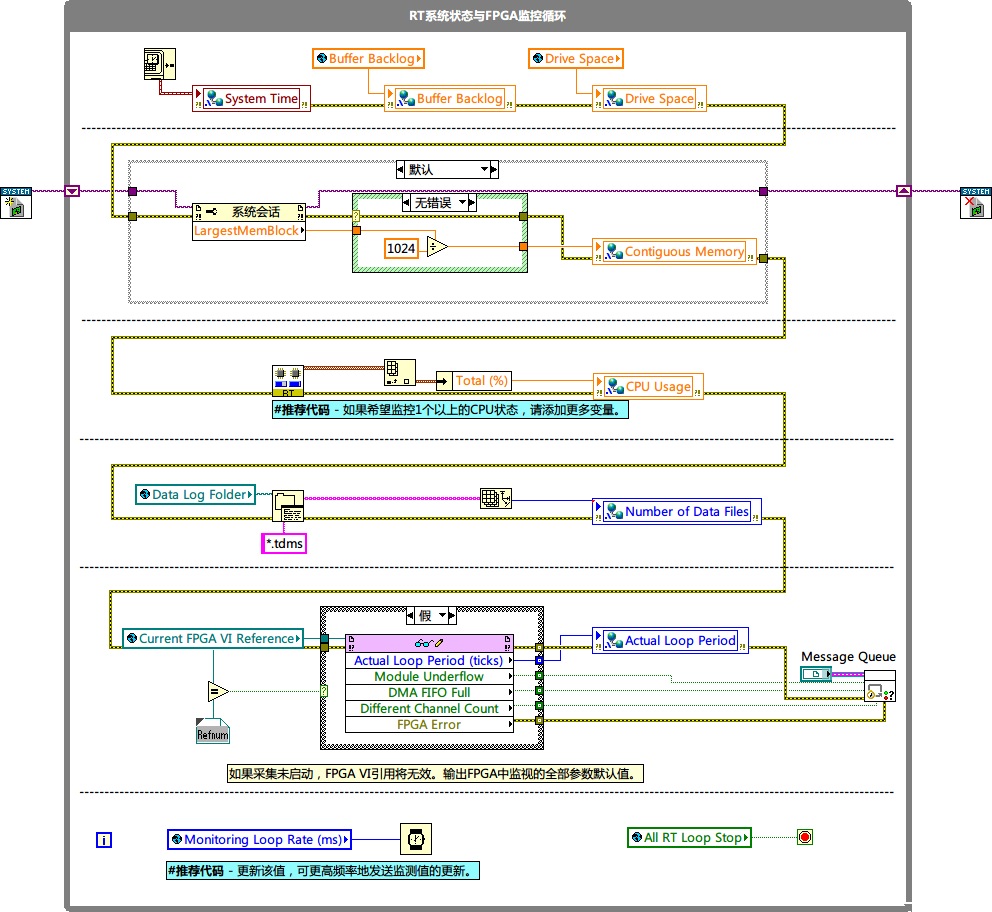 RT系统状态与FPGA监控循环
Buffer Backlog
Drive Space
System Time
Buffer Backlog
Drive Space
默认
SYSTEM
SYSTEM
无错误
系统会话
LargestMemBlock
1024
Contiguous Memory
Total (%)
CPU Usage
RT
#推荐代码 - 如果希望监控1个以上的CPU状态，请添加更多变量。
Data Log Folder
Number of Data Files
*.tdms
假
Current FPGA VI Reference
Actual Loop Period
Actual Loop Period (ticks)
Message Queue
Module Underflow
DMA FIFO Full
Different Channel Count
FPGA Error
Refnum
如果采集未启动，FPGA VI引用将无效。输出FPGA中监视的全部参数默认值。
i
Monitoring Loop Rate (ms)
All RT Loop Stop
#推荐代码 - 更新该值，可更高频率地发送监测值的更新。